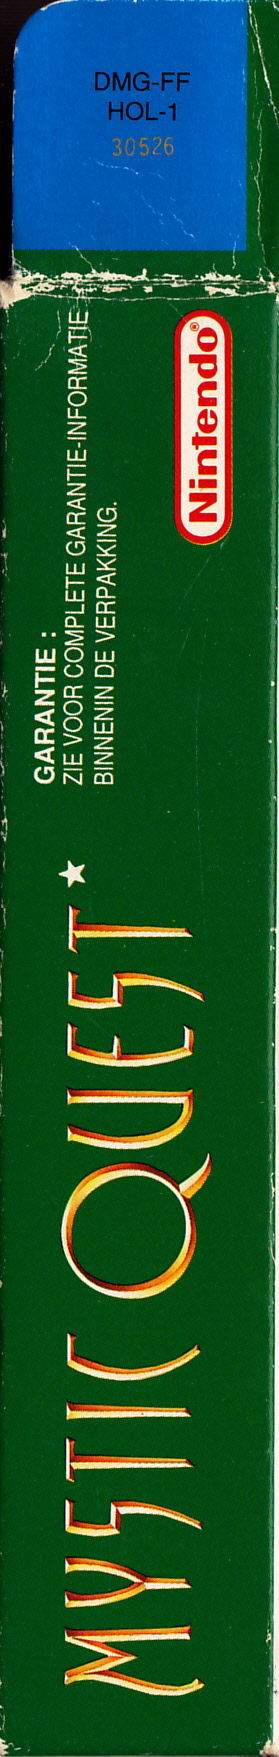 DMG-FF
HOL-1
30526
Nintendo®
GARANTIE :
ZIE VOOR COMPLETE GARANTIE-INFORMATIE
BINNENIN DE VERPAKKING.
MYSTIC QUEST★